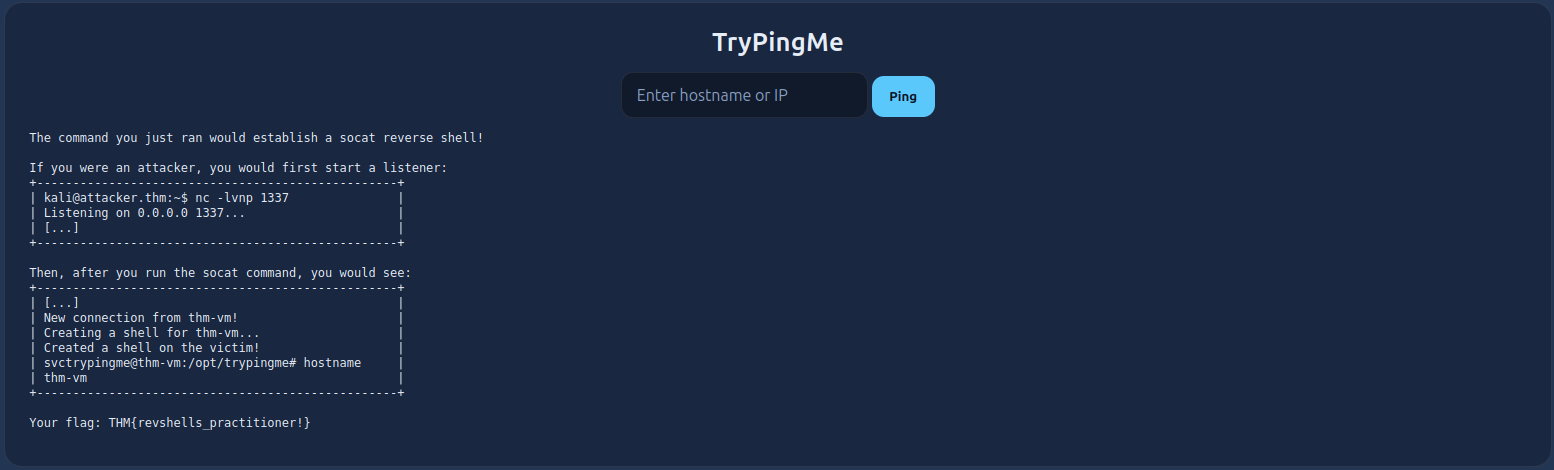 TryPingMe
Enter hostname or IP
Ping
The command you just ran would establish a socat reverse shell!
If you were an attacker, you would first start a listener:
+--------------------------------------------------+
| kali@attacker.thm:~$ nc -lvnp 1337               |
| Listening on 0.0.0.0 1337...                     |
| [...]                                            |
+--------------------------------------------------+
Then, after you run the socat command, you would see:
+--------------------------------------------------+
| [...]                                            |
| New connection from thm-vm!                      |
| Creating a shell for thm-vm...                   |
| Created a shell on the victim!                   |
| svctrypingme@thm-vm:/opt/trypingme# hostname     |
| thm-vm                                           |
+--------------------------------------------------+
Your flag: THM{revshells_practitioner!}